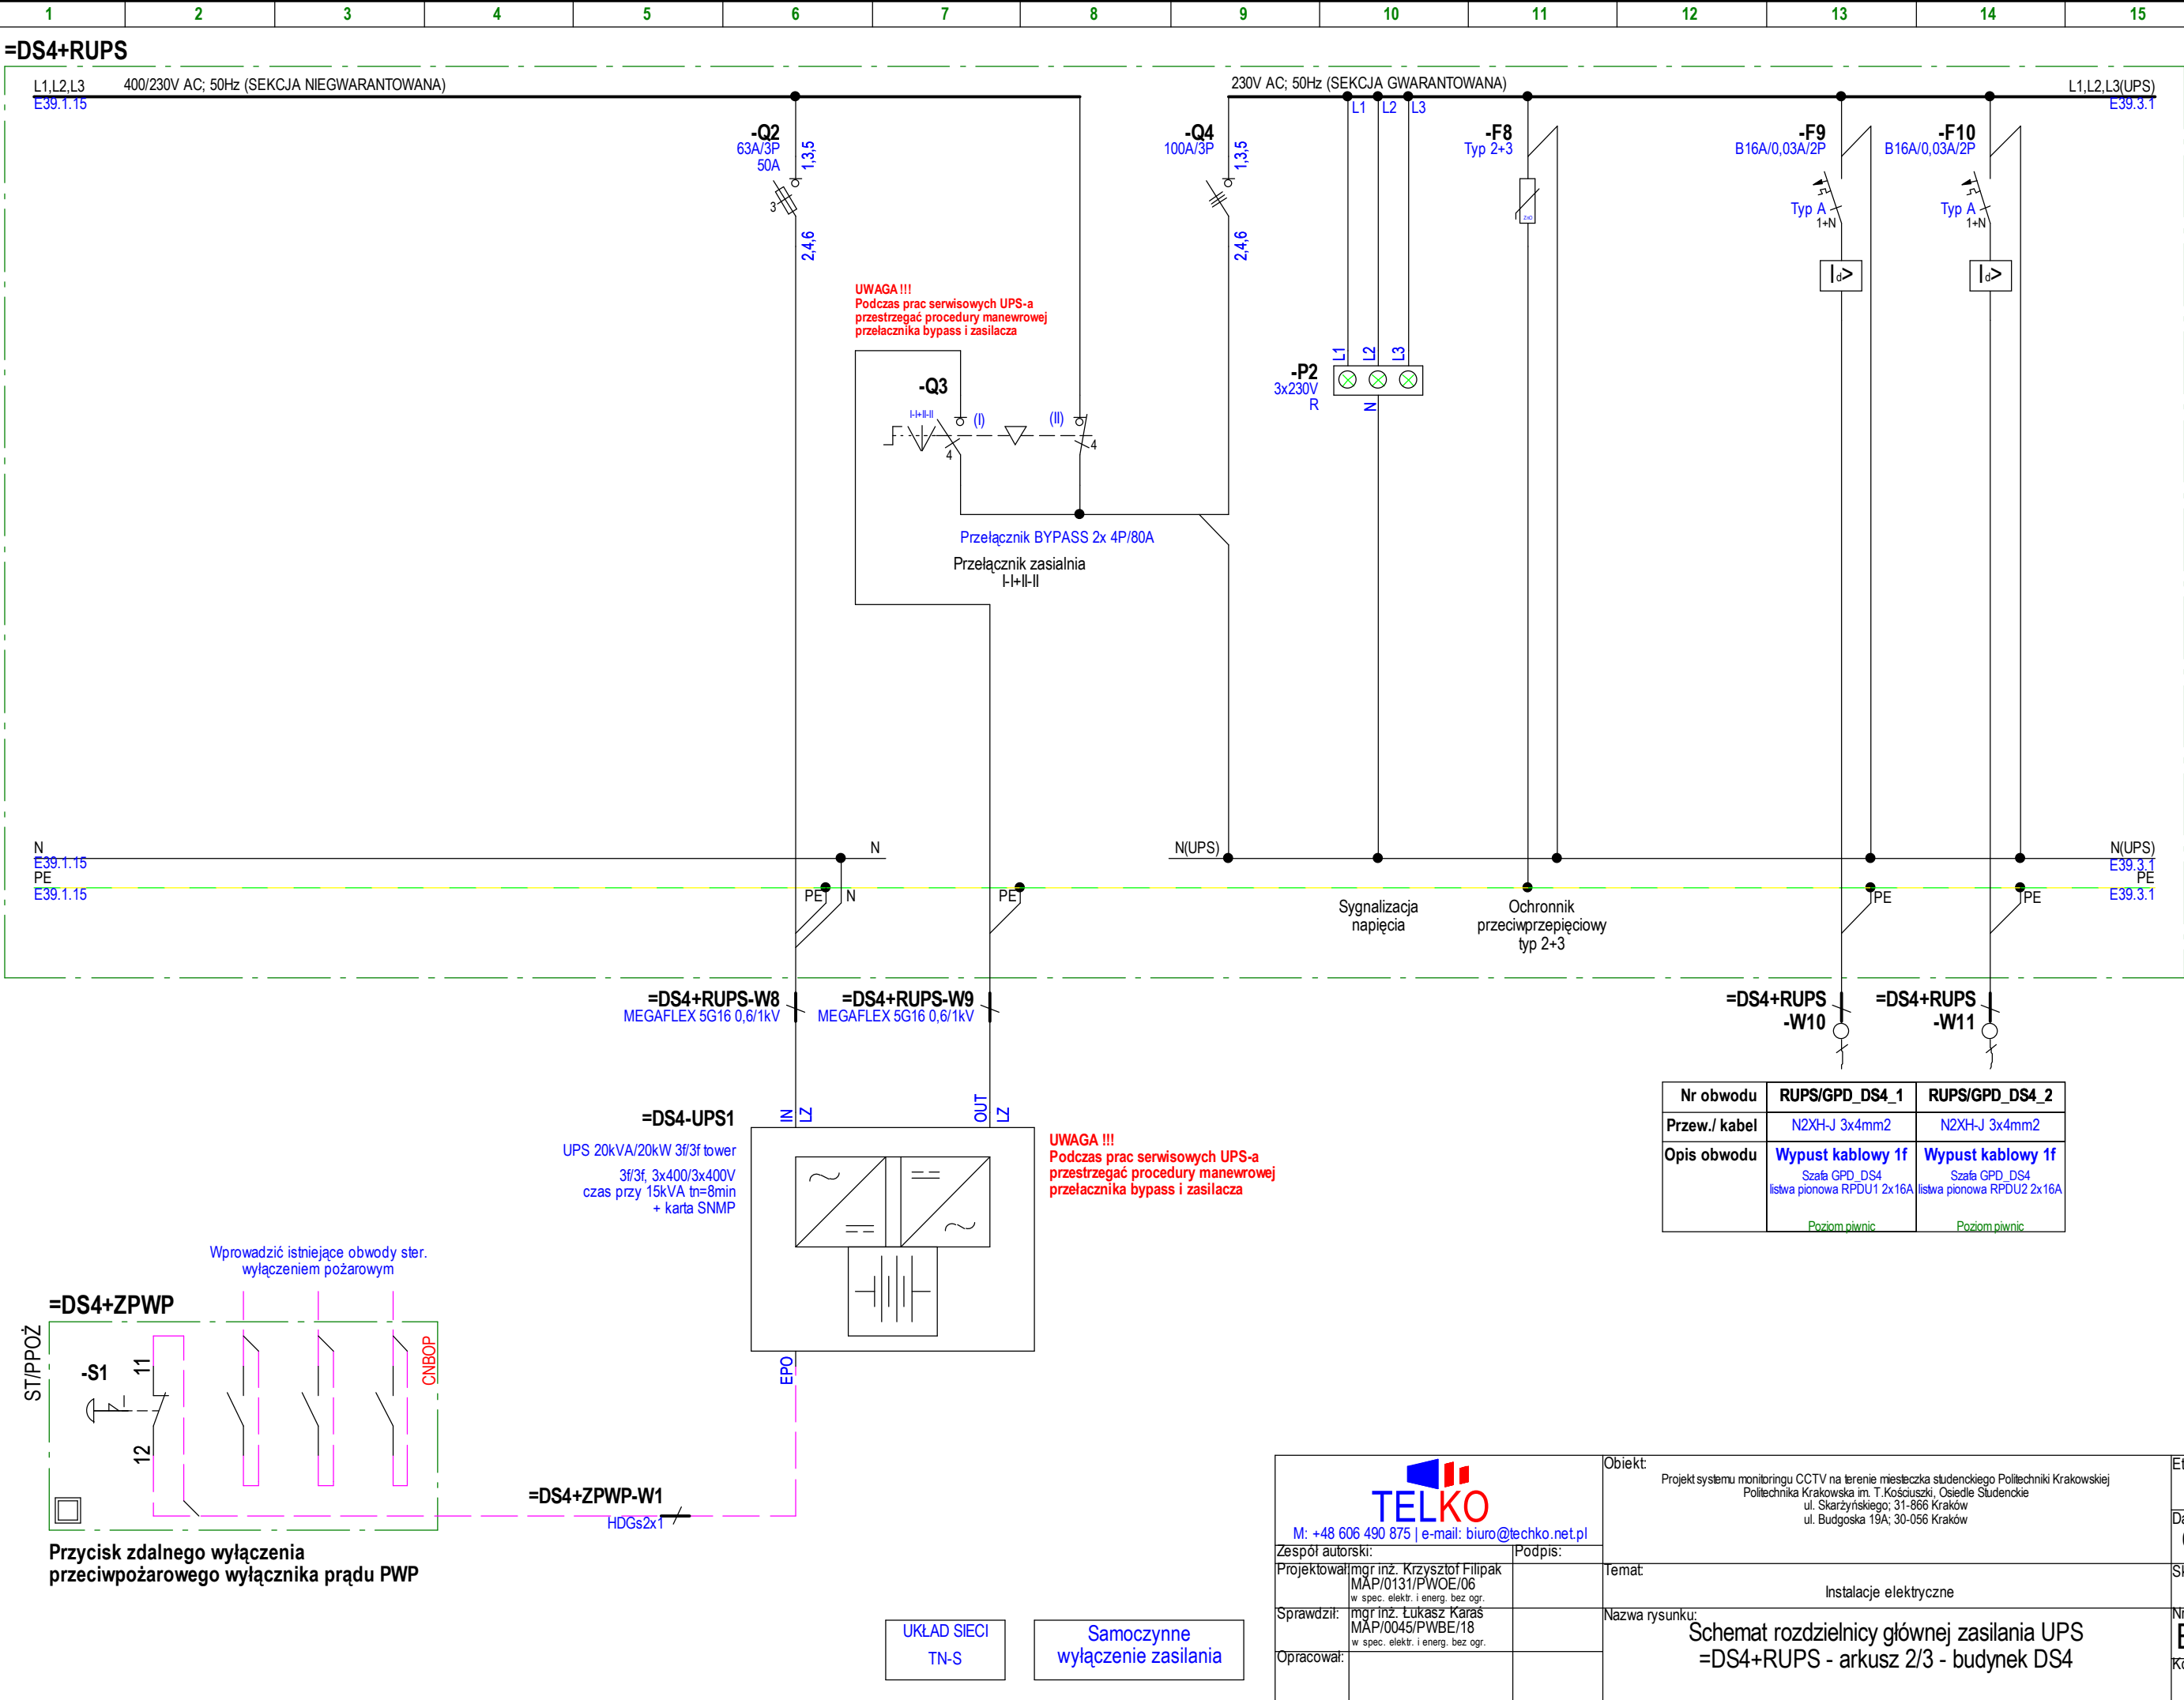 1 2 3 4 5 6 7 8 9 10 11 12 13 14 15
=DS4+RUPS
L1,L2,L3
E39.1.15
400/230V AC; 50Hz (SEKCJA NIEGWARANTOWANA)
230V AC; 50Hz (SEKCJA GWARANTOWANA)
L1,L2,L3(UPS)
E39.3.1
L1 L2 L3
-Q2
63A/3P
50A
1,3,5
3
2,4,6
-Q4
100A/3P
1,3,5
2,4,6
-F8
Typ 2+3
-F9
B16A/0,03A/2P
Typ A
1+N
I d>
-F10
B16A/0,03A/2P
Typ A
1+N
I d>
UWAGA !!!
Podczas prac serwisowych UPS-a
przestrzegać procedury manewrowej
przełacznika bypass i zasilacza
-Q3
I-I+II-II
(I)
(II)
4
4
-P2
3x230V
R
L1 L2 L3
N
Przełącznik BYPASS 2x 4P/80A
Przełącznik zasialnia
I-I+II-II
N
E39.1.15
PE
E39.1.15
N
N(UPS)
N(UPS)
E39.3.1
PE
E39.3.1
PE
N
PE
Sygnalizacja
napięcia
Ochronnik
przeciwprzepięciowy
typ 2+3
PE
PE
=DS4+RUPS-W8
MEGAFLEX 5G16 0,6/1kV
=DS4+RUPS-W9
MEGAFLEX 5G16 0,6/1kV
=DS4+RUPS
-W10
=DS4+RUPS
-W11
Nr obwodu RUPS/GPD_DS4_1 RUPS/GPD_DS4_2
Przew./ kabel N2XH-J 3x4mm2 N2XH-J 3x4mm2
Opis obwodu Wypust kablowy 1f Wypust kablowy 1f
Szafa GPD_DS4 Szafa GPD_DS4
listwa pionowa RPDU1 2x16A listwa pionowa RPDU2 2x16A
Poziom piwnic Poziom piwnic
=DS4-UPS1
IN
LZ
OUT
LZ
UPS 20kVA/20kW 3f/3f tower
3f/3f, 3x400/3x400V
czas przy 15kVA tn=8min
+ karta SNMP
UWAGA !!!
Podczas prac serwisowych UPS-a
przestrzegać procedury manewrowej
przełacznika bypass i zasilacza
EPO
Wprowadzić istniejące obwody ster.
wyłączeniem pożarowym
=DS4+ZPWP
ST/PPOŻ
-S1
11
12
CNBOP
=DS4+ZPWP-W1
HDGs2x1
Przycisk zdalnego wyłączenia
przeciwpożarowego wyłącznika prądu PWP
UKŁAD SIECI
TN-S
Samoczynne
wyłączenie zasilania
TELKO
M: +48 606 490 875 | e-mail: biuro@techko.net.pl
Zespół autorski: Podpis:
Projektował: mgr inż. Krzysztof Filipak
MAP/0131/PWOE/06
w spec. elektr. i energ. bez ogr.
Sprawdził: mgr inż. Łukasz Karaś
MAP/0045/PWBE/18
w spec. elektr. i energ. bez ogr.
Opracował:
Obiekt:
Projekt systemu monitoringu CCTV na terenie miesteczka studenckiego Politechniki Krakowskiej
Politechnika Krakowska im. T.Kościuszki, Osiedle Studenckie
ul. Skarżyńskiego; 31-866 Kraków
ul. Budgoska 19A; 30-056 Kraków
Temat:
Instalacje elektryczne
Nazwa rysunku:
Schemat rozdzielnicy głównej zasilania UPS
=DS4+RUPS - arkusz 2/3 - budynek DS4